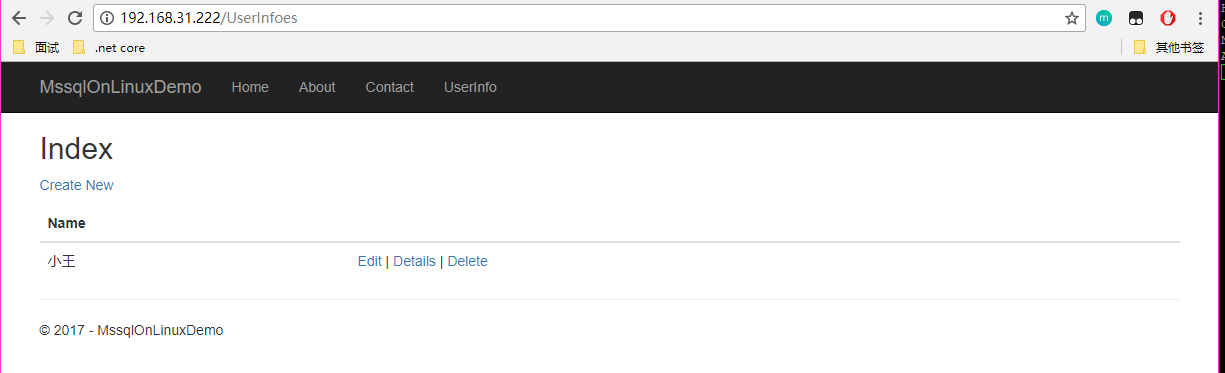 192.168.31.222/UserInfoes
面试 .net core 其他书签
MssqlOnLinuxDemo Home About Contact UserInfo
Index
Create New
Name
小王 Edit | Details | Delete
© 2017 - MssqlOnLinuxDemo